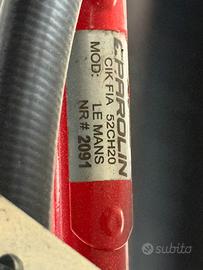 PAROLIN
CIK FIA 52CH20
MOD: LE MANS
NR# 2091
subito